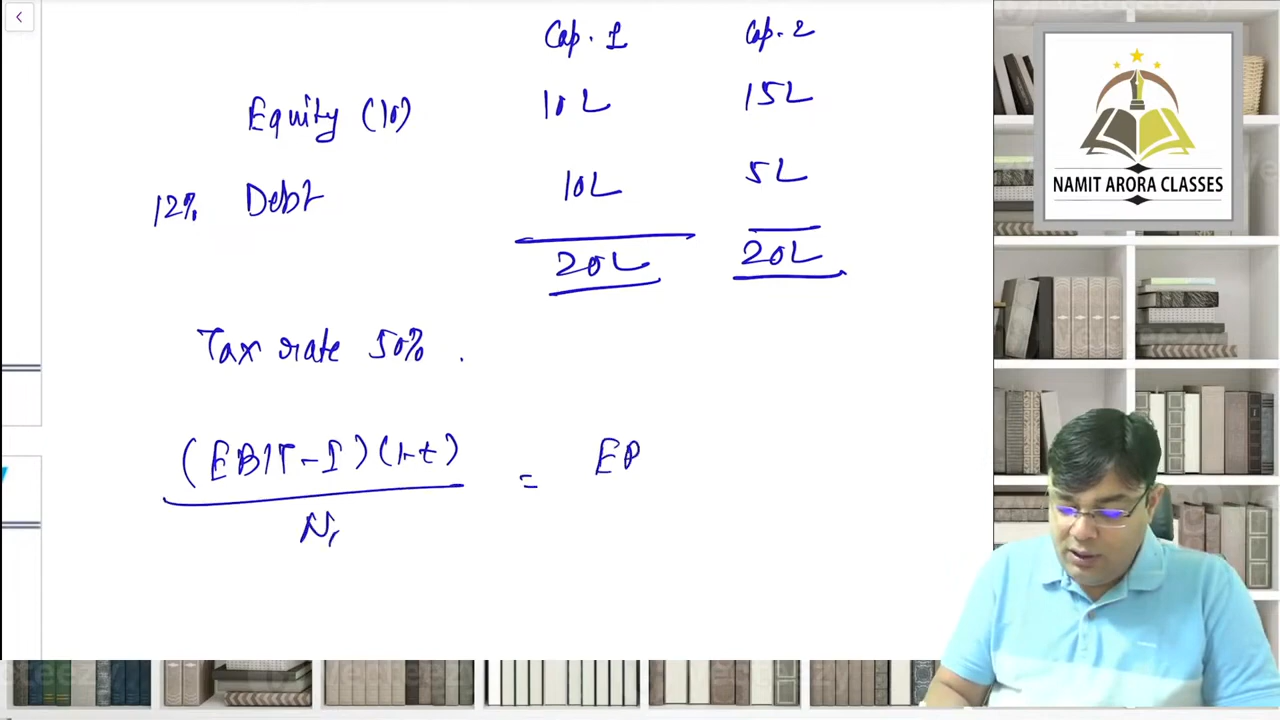 Cap. 1 Cap. 2
Equity (10) 10L 15L
12% Debt 10L 5L
20L 20L
Tax rate 50% .
(EBIT-I)(1-t) = EB
N1
NAMIT ARORA CLASSES